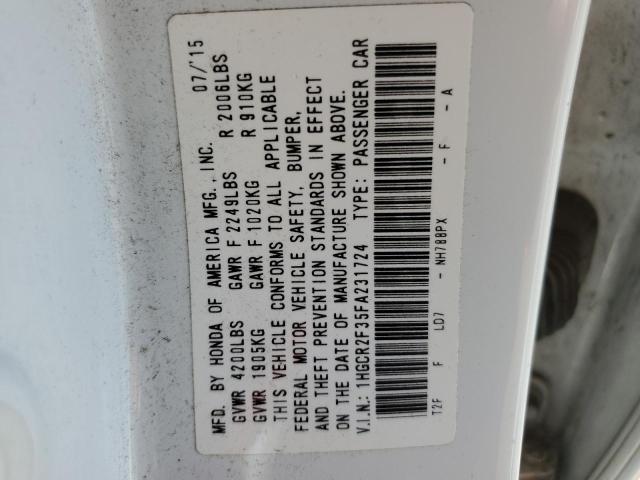 MFD. BY HONDA OF AMERICA MFG., INC. 07/'15
GVWR 4200LBS GAWR F 2249LBS R 2006LBS
GVWR 1905KG GAWR F 1020KG R 910KG
THIS VEHICLE CONFORMS TO ALL APPLICABLE
FEDERAL MOTOR VEHICLE SAFETY, BUMPER,
AND THEFT PREVENTION STANDARDS IN EFFECT
ON THE DATE OF MANUFACTURE SHOWN ABOVE.
V.I.N.: 1HGCR2F35FA231724 TYPE: PASSENGER CAR
T2F F LD7 - NH788PX - F - A